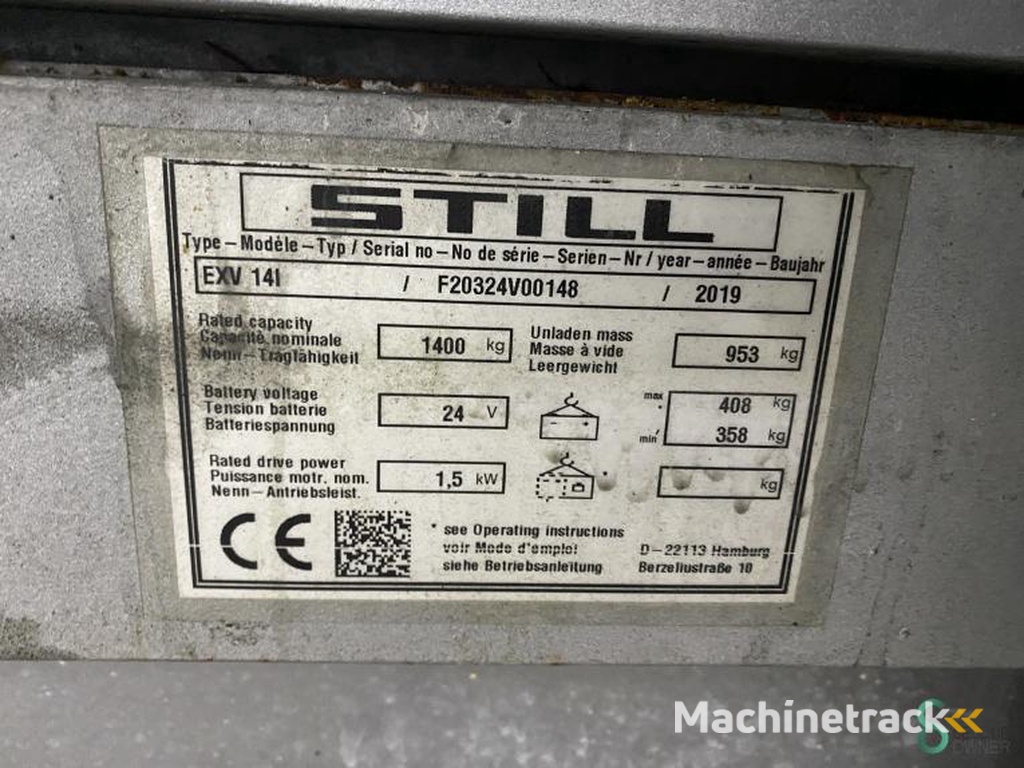 STILL
Type – Modèle – Typ / Serial no – No de série – Serien – Nr / year – année – Baujahr
EXV 14I / F20324V00148 / 2019
Rated capacity
Capacité nominale
Nenn – Tragfähigkeit
1400 kg
Unladen mass
Masse à vide
Leergewicht
953 kg
Battery voltage
Tension batterie
Batteriespannung
24 V
max 408 kg
min 358 kg
Rated drive power
Puissance motr. nom.
Nenn – Antriebsleist.
1,5 kW
* kg
CE
* see Operating instructions
voir Mode d'emploi
siehe Betriebsanleitung
D – 22113 Hamburg
Berzeliustraße 10
Machinetrack
OWNER